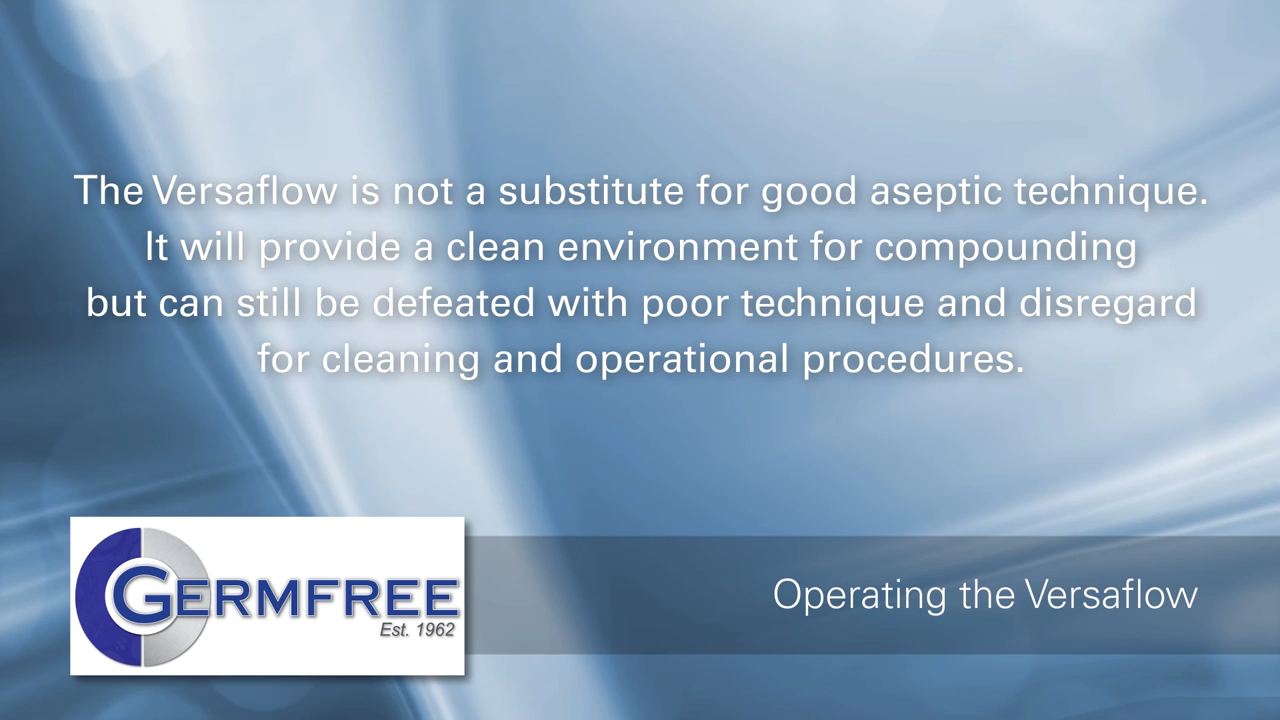 The Versaflow is not a substitute for good aseptic technique.
It will provide a clean environment for compounding
but can still be defeated with poor technique and disregard
for cleaning and operational procedures.
GERMFREE
Est. 1962
Operating the Versaflow